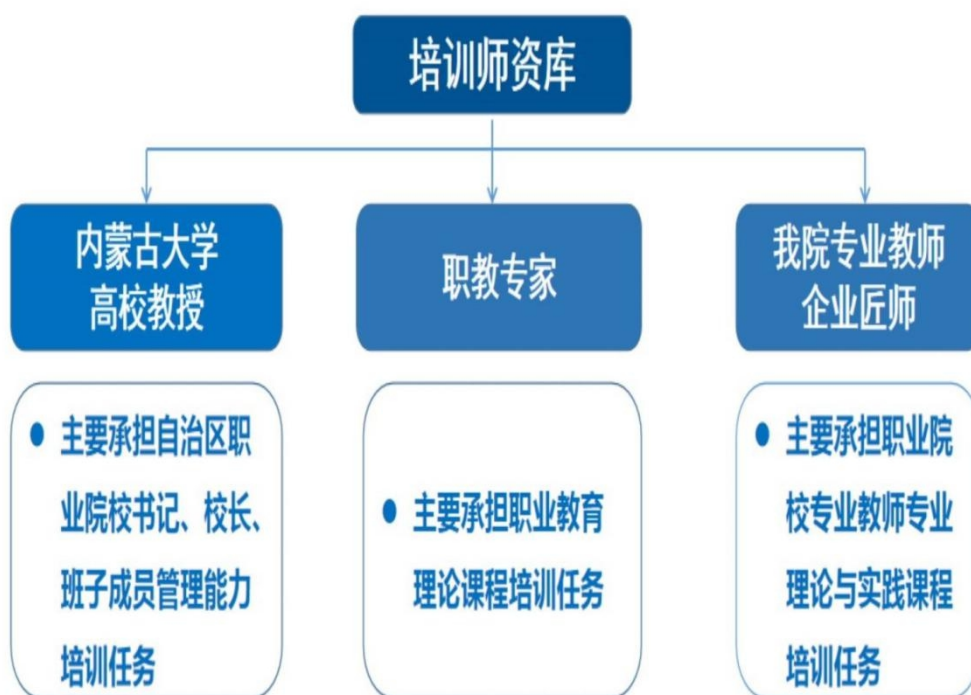 培训师资库
内蒙古大学
高校教授
职教专家
我院专业教师
企业匠师
● 主要承担自治区职
业院校书记、校长、
班子成员管理能力
培训任务
● 主要承担职业教育
理论课程培训任务
● 主要承担职业院
校专业教师专业
理论与实践课程
培训任务